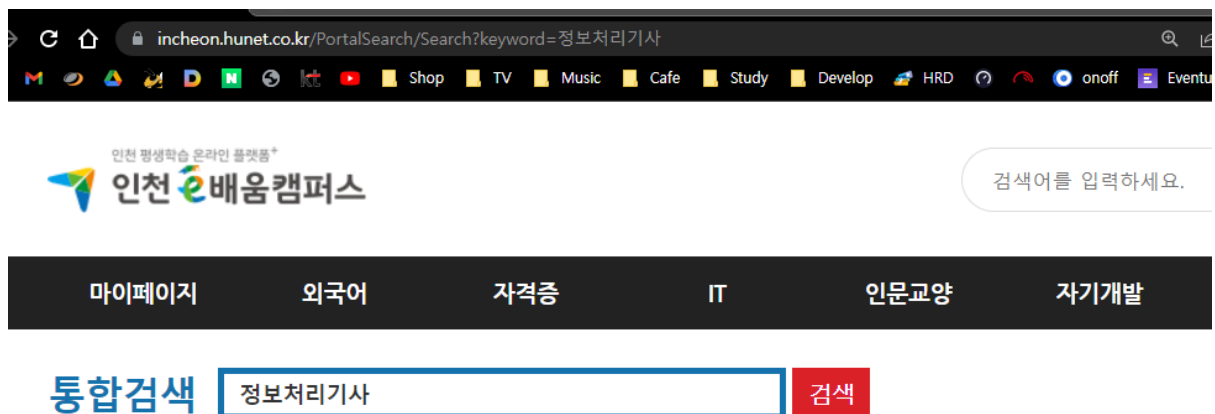 incheon.hunet.co.kr/PortalSearch/Search?keyword=정보처리기사
M D N kt Shop TV Music Cafe Study Develop HRD onoff E Eventu
인천 평생학습 온라인 플랫폼+
인천 e배움캠퍼스
검색어를 입력하세요.
마이페이지 외국어 자격증 IT 인문교양 자기개발
통합검색 정보처리기사 검색